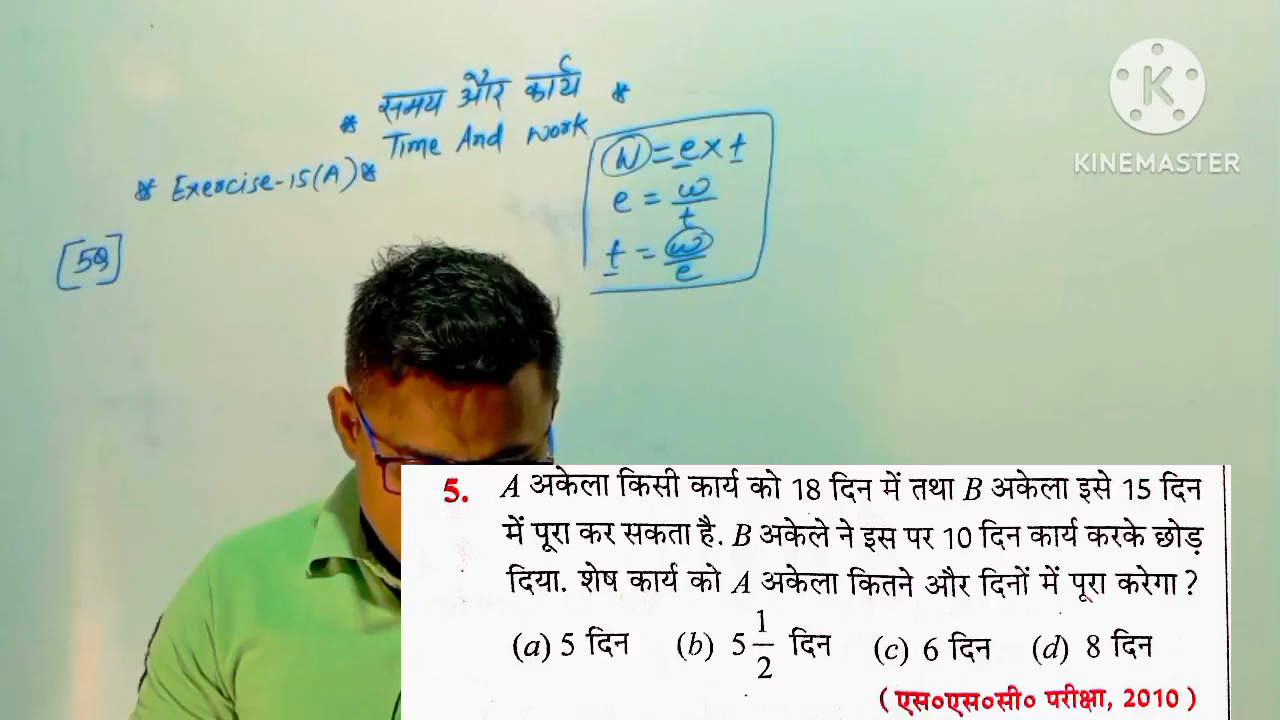 KINEMASTER
* समय और कार्य *
Time And Work
* Exercise-15(A) *
[5Q]
W = e x t
e = w/t
t = w/e
5. A अकेला किसी कार्य को 18 दिन में तथा B अकेला इसे 15 दिन
में पूरा कर सकता है. B अकेले ने इस पर 10 दिन कार्य करके छोड़
दिया. शेष कार्य को A अकेला कितने और दिनों में पूरा करेगा ?
(a) 5 दिन (b) 5 1/2 दिन (c) 6 दिन (d) 8 दिन
( एस०एस०सी० परीक्षा, 2010 )